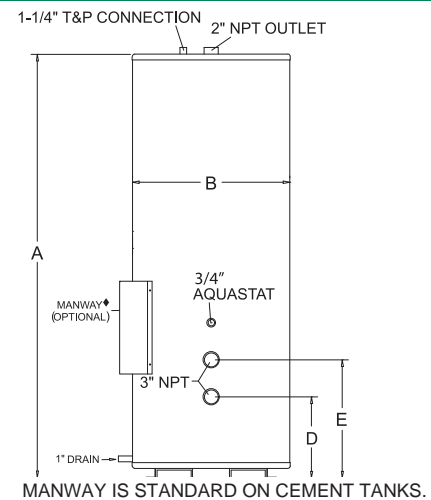 1-1/4" T&P CONNECTION
2" NPT OUTLET
B
A
3/4"
AQUASTAT
MANWAY♦
(OPTIONAL)
3" NPT
E
D
1" DRAIN
MANWAY IS STANDARD ON CEMENT TANKS.